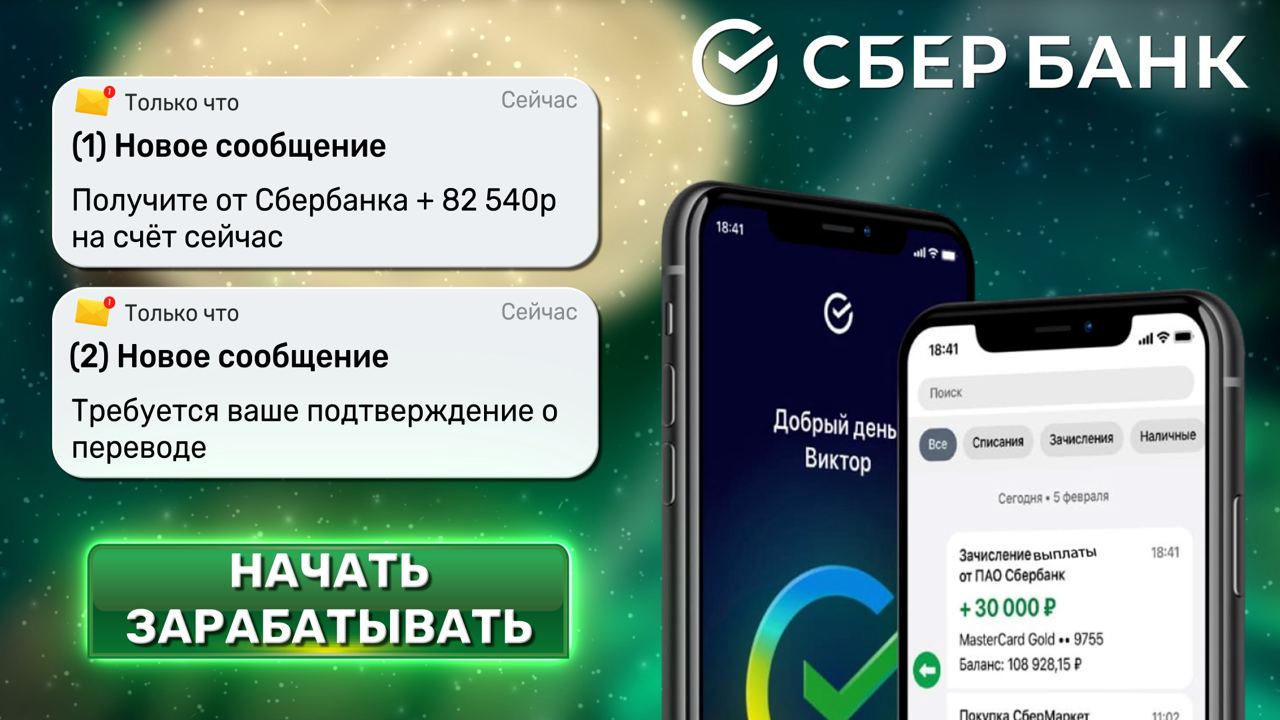 СБЕР БАНК
Только что
Сейчас
(1) Новое сообщение
Получите от Сбербанка + 82 540р
на счёт сейчас
Только что
Сейчас
(2) Новое сообщение
Требуется ваше подтверждение о
переводе
НАЧАТЬ
ЗАРАБАТЫВАТЬ
18:41
Добрый день
Виктор
18:41
Поиск
Все Списания Зачисления Наличные
Сегодня • 5 февраля
Зачисление выплаты 18:41
от ПАО Сбербанк
+ 30 000 ₽
MasterCard Gold •• 9755
Баланс: 108 928,15 ₽
Покупка СберМаркет 11:02